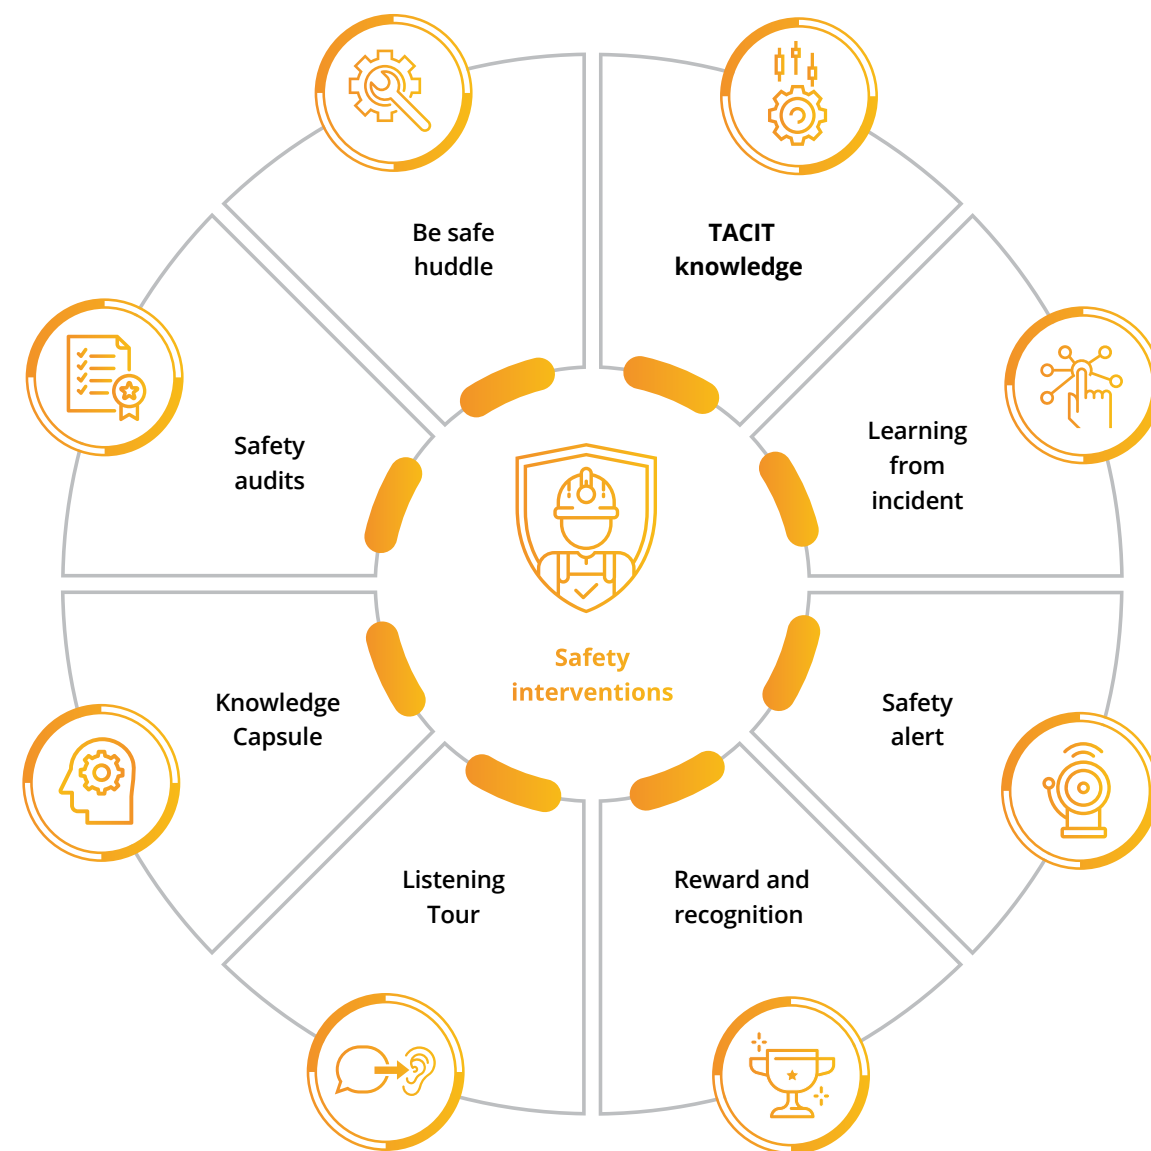 Be safe
huddle
TACIT
knowledge
Learning
from
incident
Safety
alert
Reward and
recognition
Listening
Tour
Knowledge
Capsule
Safety
audits
Safety
interventions